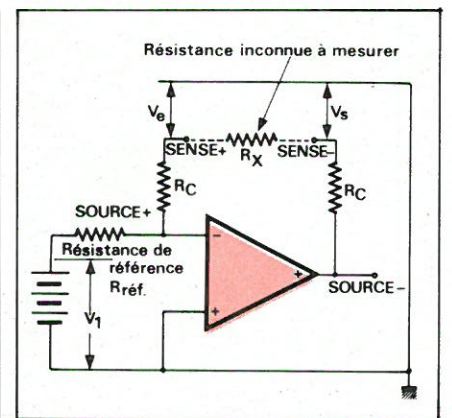 Résistance inconnue à mesurer
Ve
Vs
SENSE+
RX
SENSE-
RC
RC
SOURCE+
-
Résistance de
référence
Rréf.
+
SOURCE-
V1
+